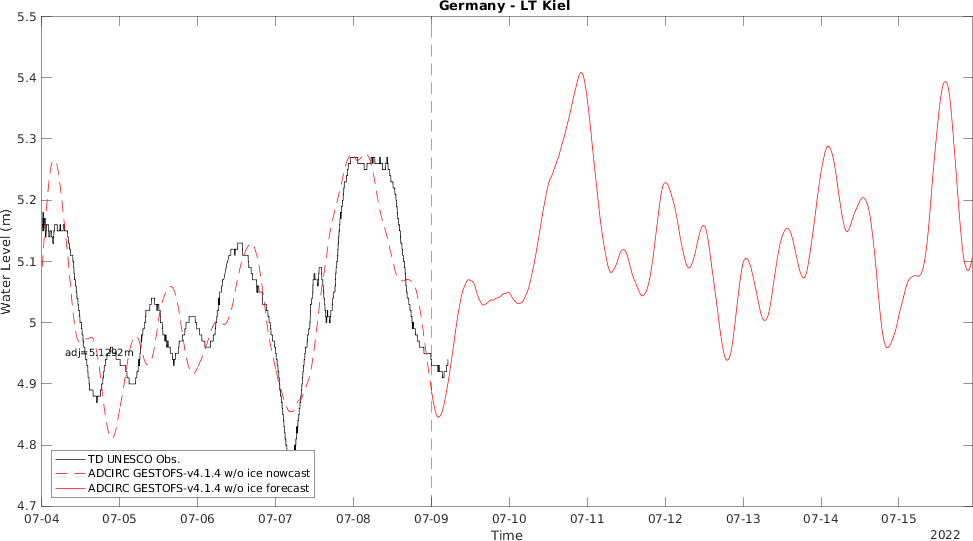 Germany - LT Kiel
5.5
5.4
5.3
5.2
5.1
5
4.9
4.8
4.7
Water Level (m)
adj=5.1292m
TD UNESCO Obs.
ADCIRC GESTOFS-v4.1.4 w/o ice nowcast
ADCIRC GESTOFS-v4.1.4 w/o ice forecast
07-04 07-05 07-06 07-07 07-08 07-09 07-10 07-11 07-12 07-13 07-14 07-15
Time
2022